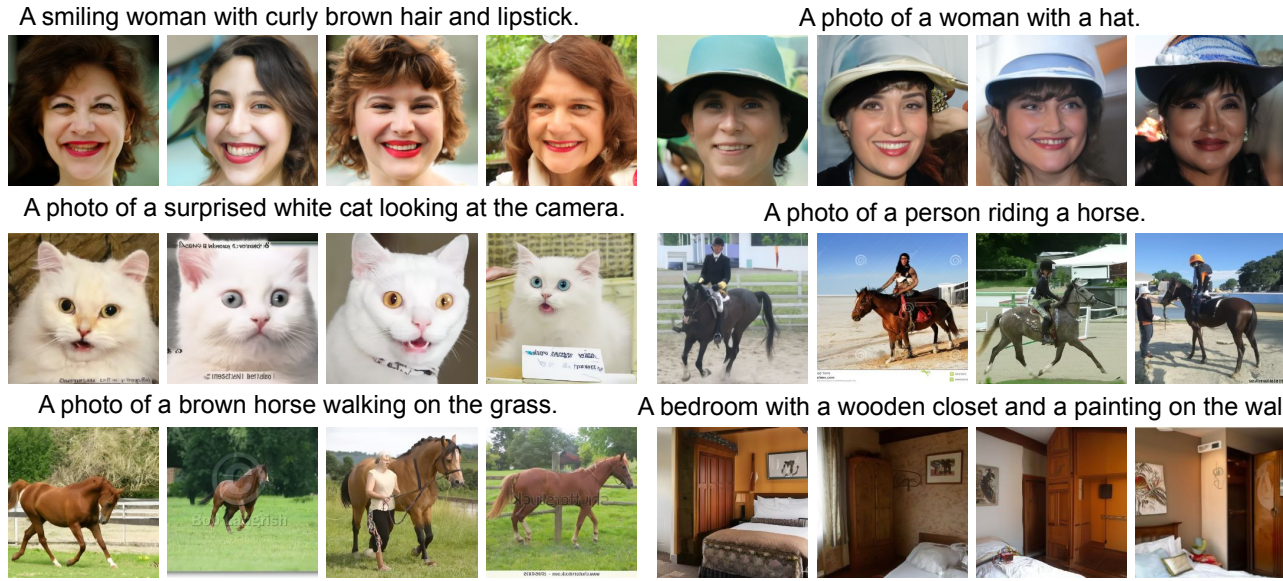 A smiling woman with curly brown hair and lipstick.
A photo of a woman with a hat.
A photo of a surprised white cat looking at the camera.
A photo of a person riding a horse.
A photo of a brown horse walking on the grass.
A bedroom with a wooden closet and a painting on the wal